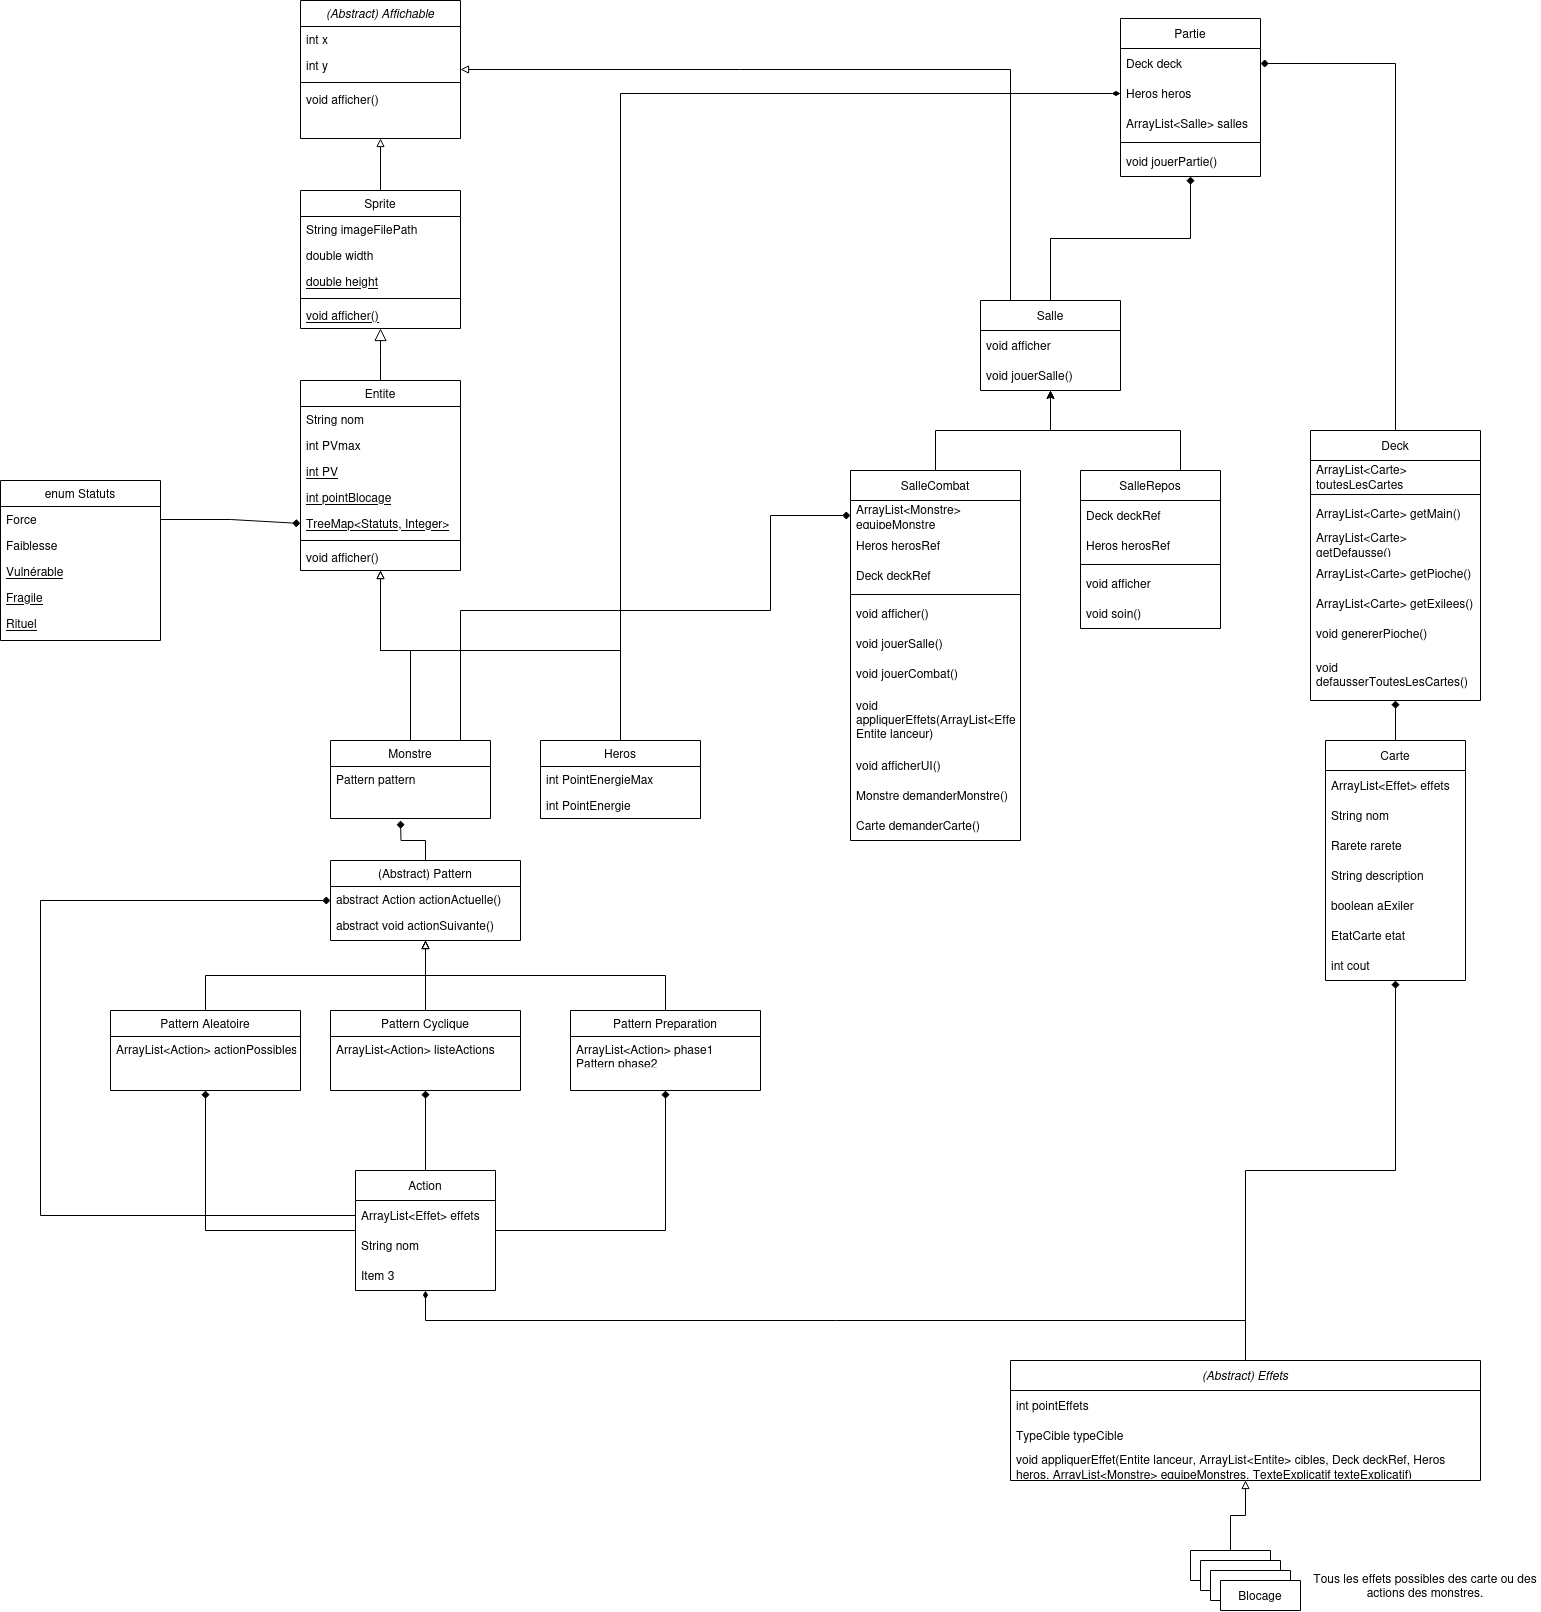 (Abstract) Affichable
int x
int y
void afficher()
Partie
Deck deck
Heros heros
ArrayList<Salle> salles
void jouerPartie()
Sprite
String imageFilePath
double width
double height
void afficher()
Salle
void afficher
void jouerSalle()
Entite
String nom
int PVmax
int PV
int pointBlocage
TreeMap<Statuts, Integer>
void afficher()
enum Statuts
Force
Faiblesse
Vulnérable
Fragile
Rituel
SalleCombat
ArrayList<Monstre>
equipeMonstre
Heros herosRef
Deck deckRef
void afficher()
void jouerSalle()
void jouerCombat()
void
appliquerEffets(ArrayList<Effe
Entite lanceur)
void afficherUI()
Monstre demanderMonstre()
Carte demanderCarte()
SalleRepos
Deck deckRef
Heros herosRef
void afficher
void soin()
Deck
ArrayList<Carte>
toutesLesCartes
ArrayList<Carte> getMain()
ArrayList<Carte>
getDefausse()
ArrayList<Carte> getPioche()
ArrayList<Carte> getExilees()
void genererPioche()
void
defausserToutesLesCartes()
Monstre
Pattern pattern
Heros
int PointEnergieMax
int PointEnergie
Carte
ArrayList<Effet> effets
String nom
Rarete rarete
String description
boolean aExiler
EtatCarte etat
int cout
(Abstract) Pattern
abstract Action actionActuelle()
abstract void actionSuivante()
Pattern Aleatoire
ArrayList<Action> actionPossibles
Pattern Cyclique
ArrayList<Action> listeActions
Pattern Preparation
ArrayList<Action> phase1
Pattern phase2
Action
ArrayList<Effet> effets
String nom
Item 3
(Abstract) Effets
int pointEffets
TypeCible typeCible
void appliquerEffet(Entite lanceur, ArrayList<Entite> cibles, Deck deckRef, Heros
heros, ArrayList<Monstre> equipeMonstres, TexteExplicatif texteExplicatif)
Blocage
Tous les effets possibles des carte ou des
actions des monstres.